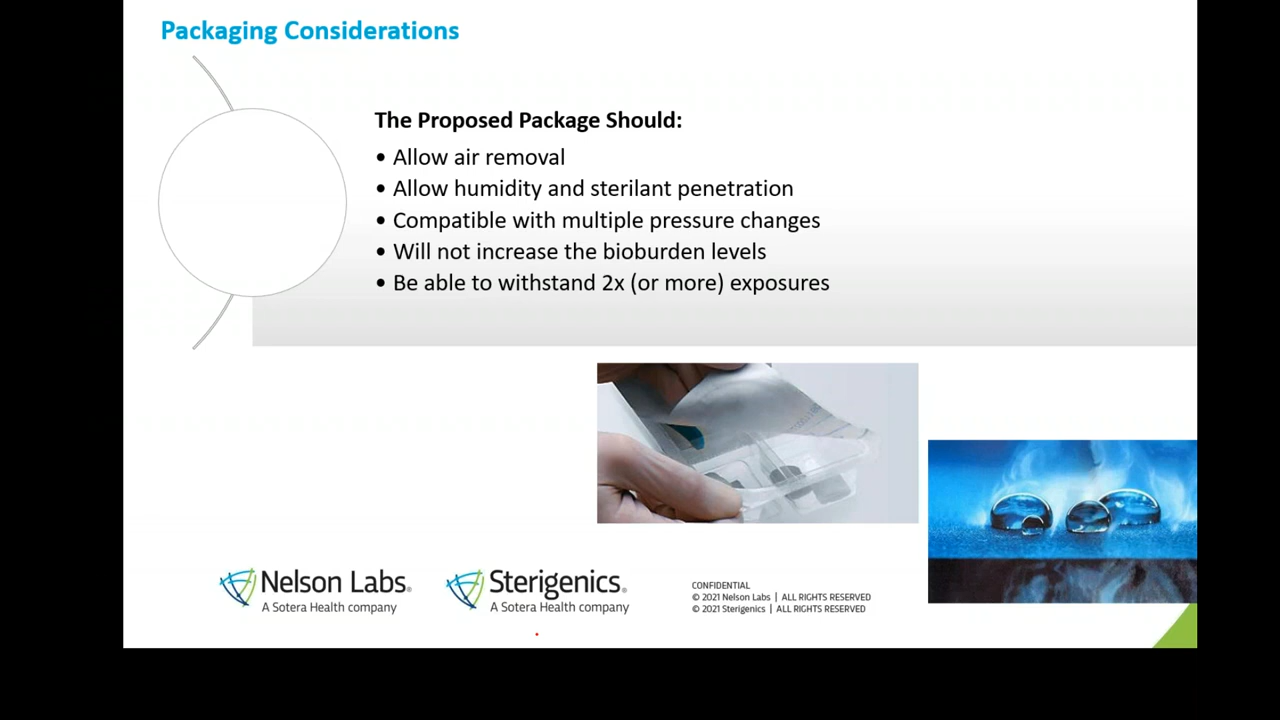 Packaging Considerations
The Proposed Package Should:
• Allow air removal
• Allow humidity and sterilant penetration
• Compatible with multiple pressure changes
• Will not increase the bioburden levels
• Be able to withstand 2x (or more) exposures
Nelson Labs®
A Sotera Health company
Sterigenics®
A Sotera Health company
CONFIDENTIAL
© 2021 Nelson Labs | ALL RIGHTS RESERVED
© 2021 Sterigenics | ALL RIGHTS RESERVED